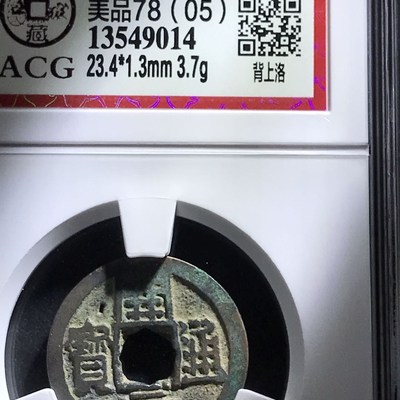 美品78（05）
13549014
ACG 23.4*1.3mm 3.7g
背上洛
開
寶 通
元